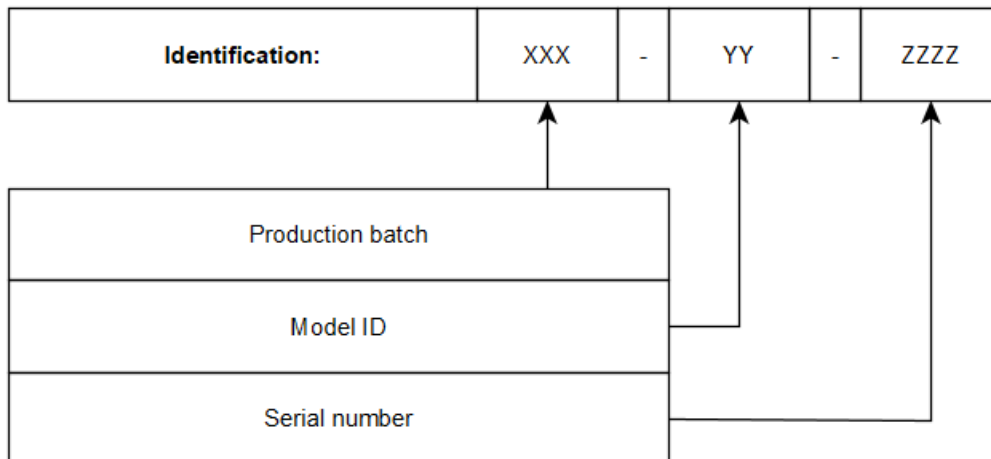 Identification: XXX - YY - ZZZZ
Production batch
Model ID
Serial number